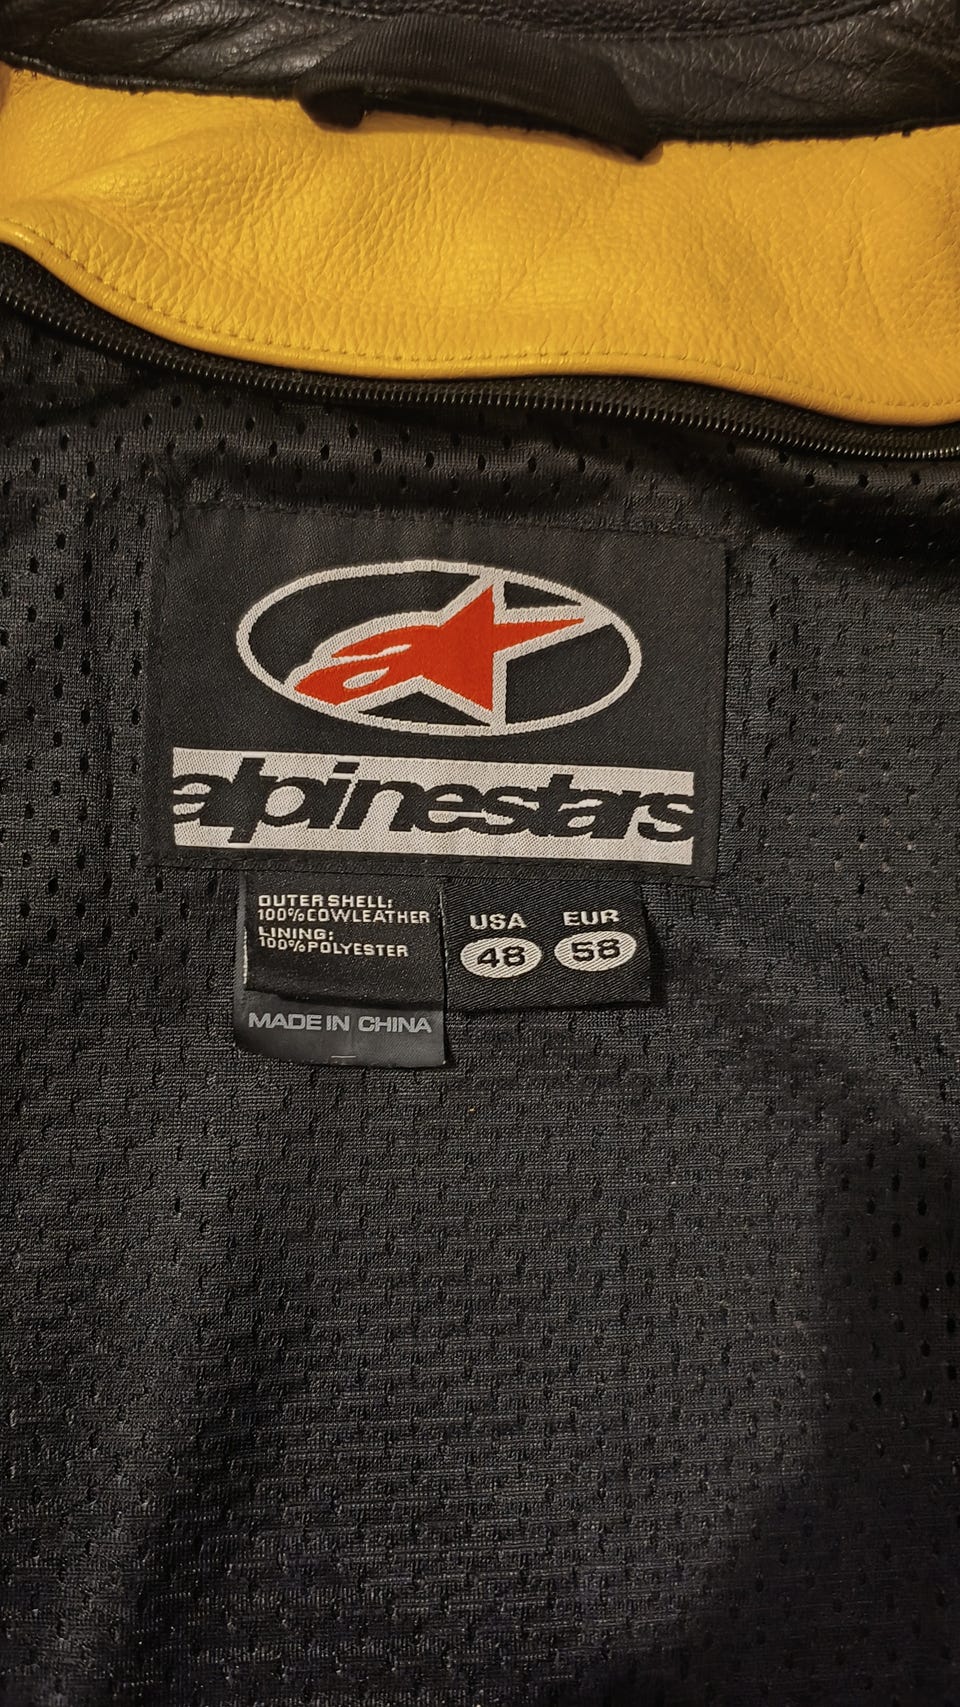 alpinestars
OUTER SHELL:
100%COWLEATHER
LINING:
100%POLYESTER
MADE IN CHINA
USA EUR
48 58